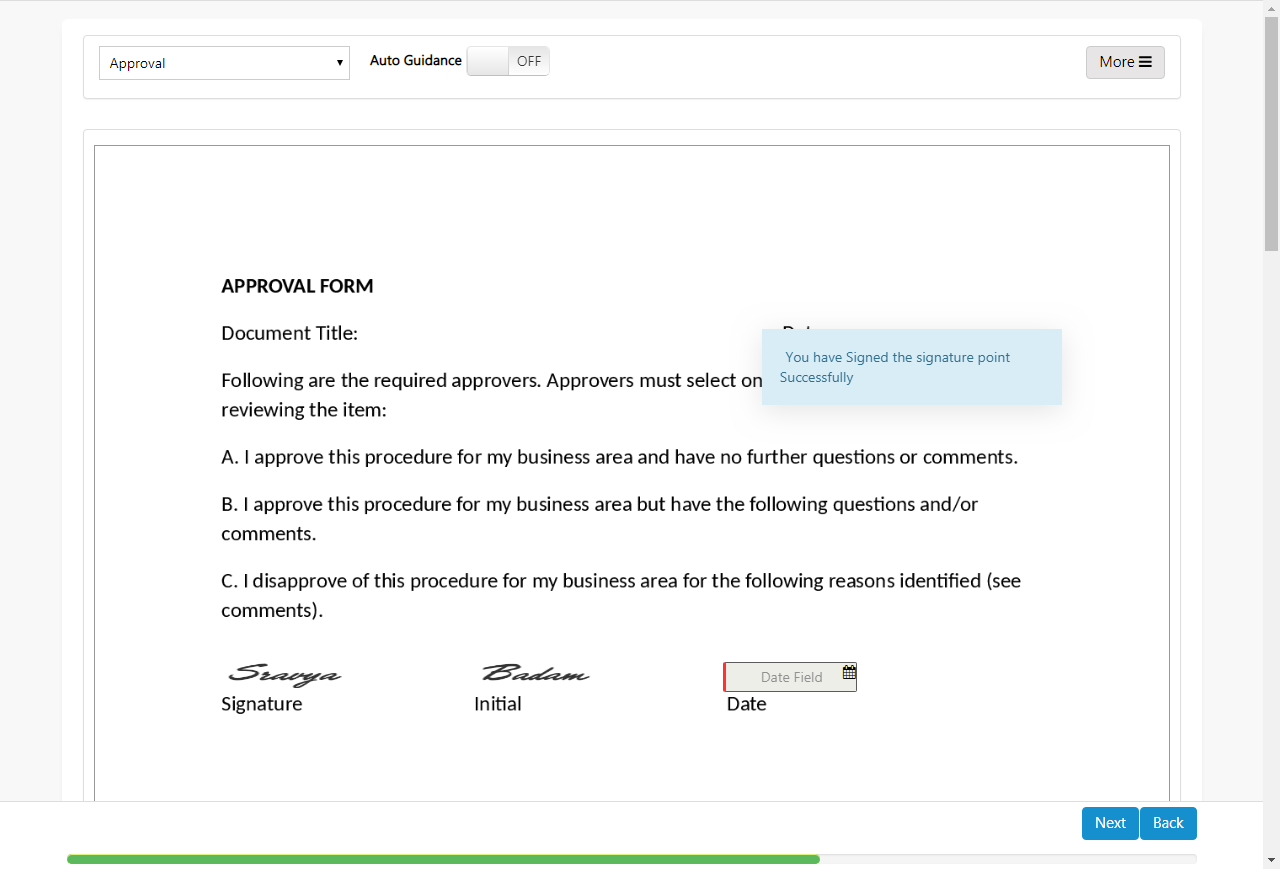 Approval
Auto Guidance
OFF
More
APPROVAL FORM
Document Title:
You have Signed the signature point
Successfully
Following are the required approvers. Approvers must select on
reviewing the item:
A. I approve this procedure for my business area and have no further questions or comments.
B. I approve this procedure for my business area but have the following questions and/or
comments.
C. I disapprove of this procedure for my business area for the following reasons identified (see
comments).
Sravya
Badam
Date Field
Signature
Initial
Date
Next
Back